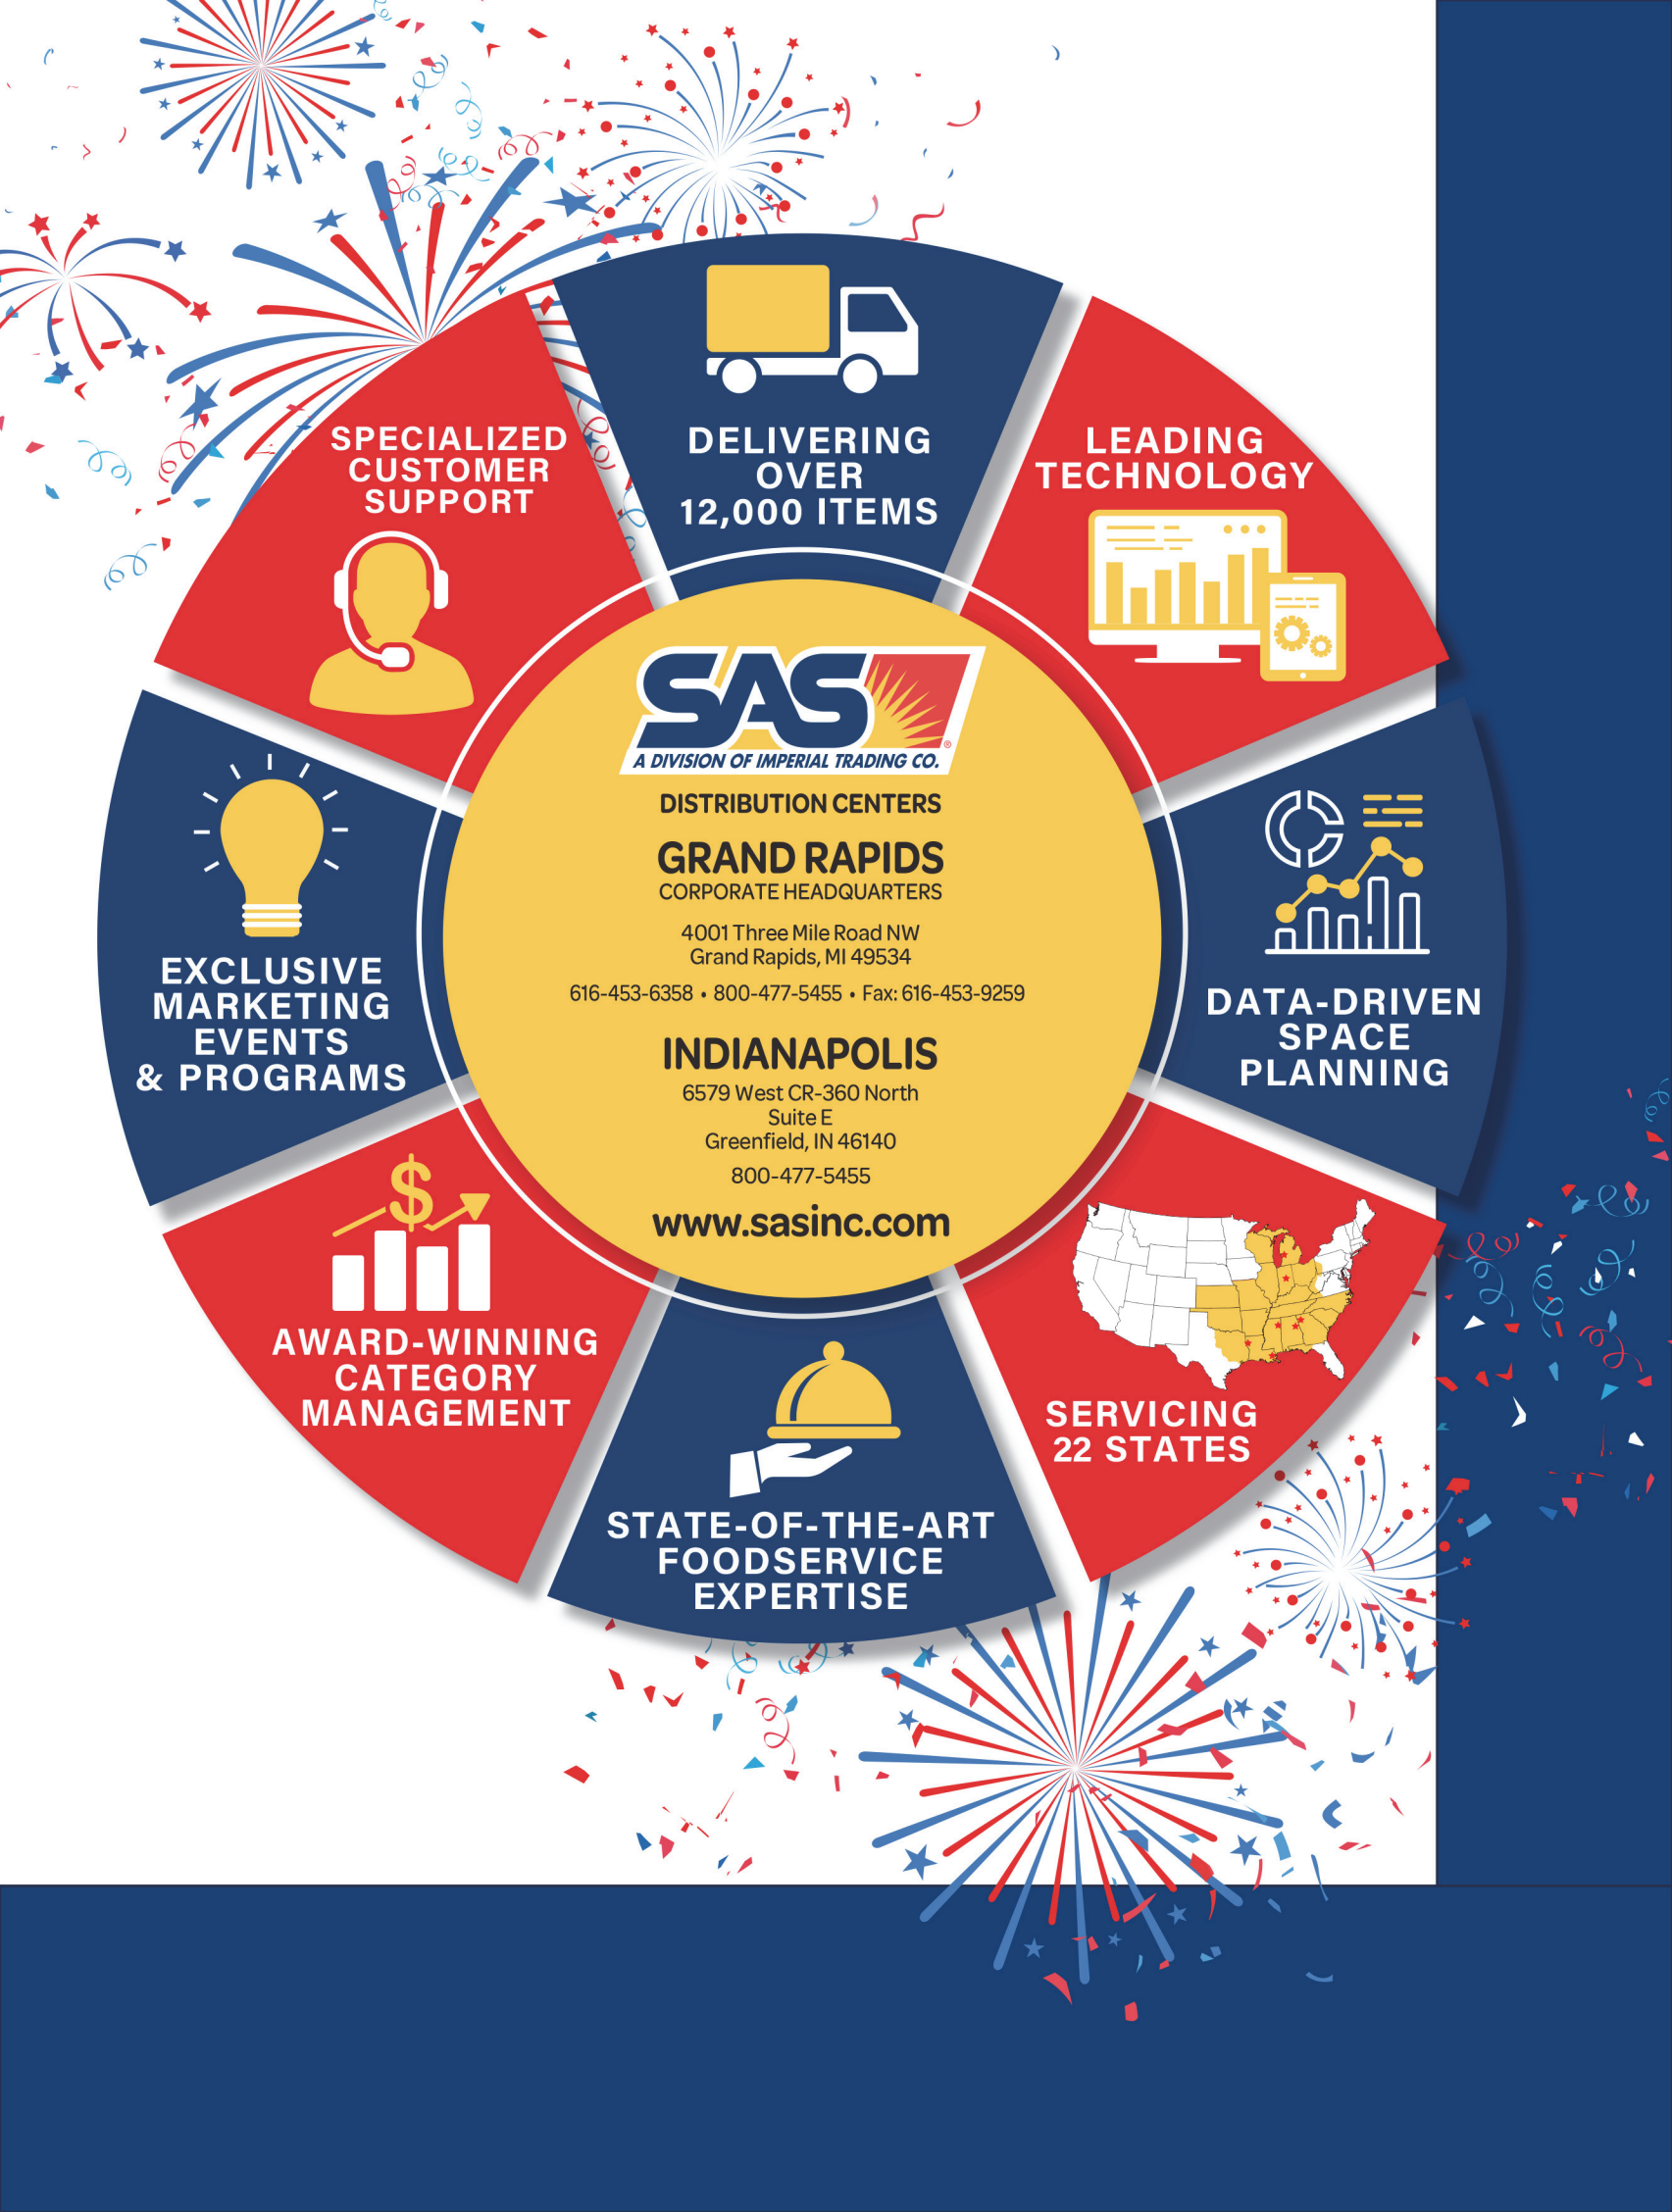 DELIVERING
OVER
12,000 ITEMS
LEADING
TECHNOLOGY
DATA-DRIVEN
SPACE
PLANNING
SERVICING
22 STATES
STATE-OF-THE-ART
FOODSERVICE
EXPERTISE
AWARD-WINNING
CATEGORY
MANAGEMENT
$
EXCLUSIVE
MARKETING
EVENTS
& PROGRAMS
SPECIALIZED
CUSTOMER
SUPPORT
SAS®
A DIVISION OF IMPERIAL TRADING CO.
DISTRIBUTION CENTERS
GRAND RAPIDS
CORPORATE HEADQUARTERS
4001 Three Mile Road NW
Grand Rapids, MI 49534
616-453-6358 • 800-477-5455 • Fax: 616-453-9259
INDIANAPOLIS
6579 West CR-360 North
Suite E
Greenfield, IN 46140
800-477-5455
www.sasinc.com